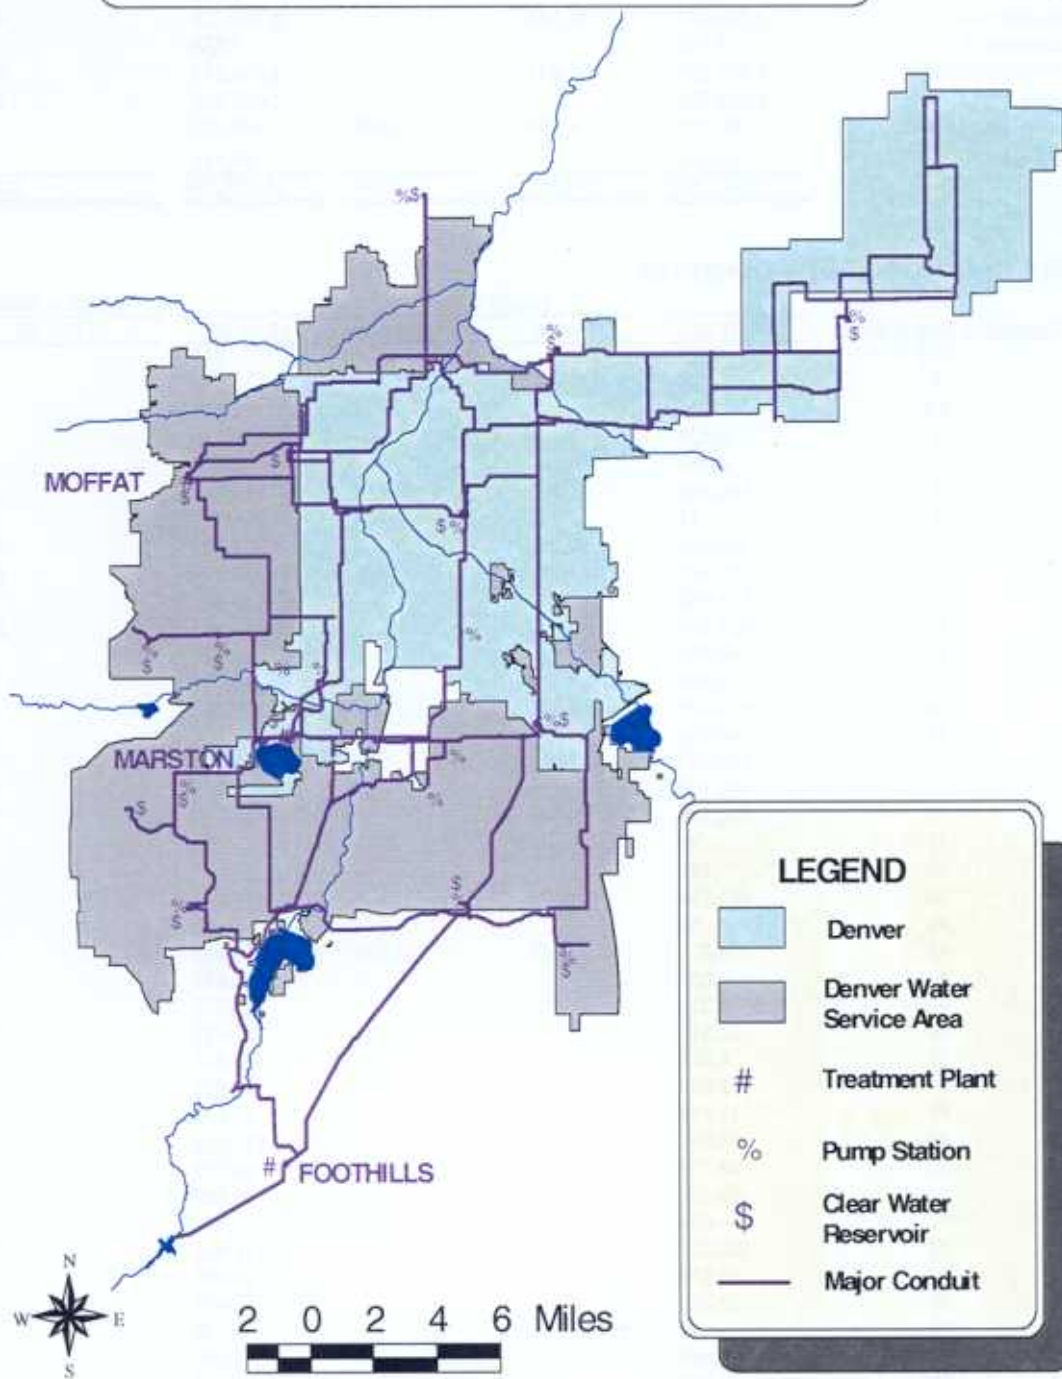 %$
%
$
%
$
MOFFAT
$
$
$
$ %
%
%
$
%
$
%
%
% $
MARSTON
#
%
%
$
%
$
$
%
%
$
%
$
LEGEND
Denver
Denver Water
Service Area
# Treatment Plant
% Pump Station
$ Clear Water
Reservoir
Major Conduit
# FOOTHILLS
N
W E
S
2 0 2 4 6 Miles